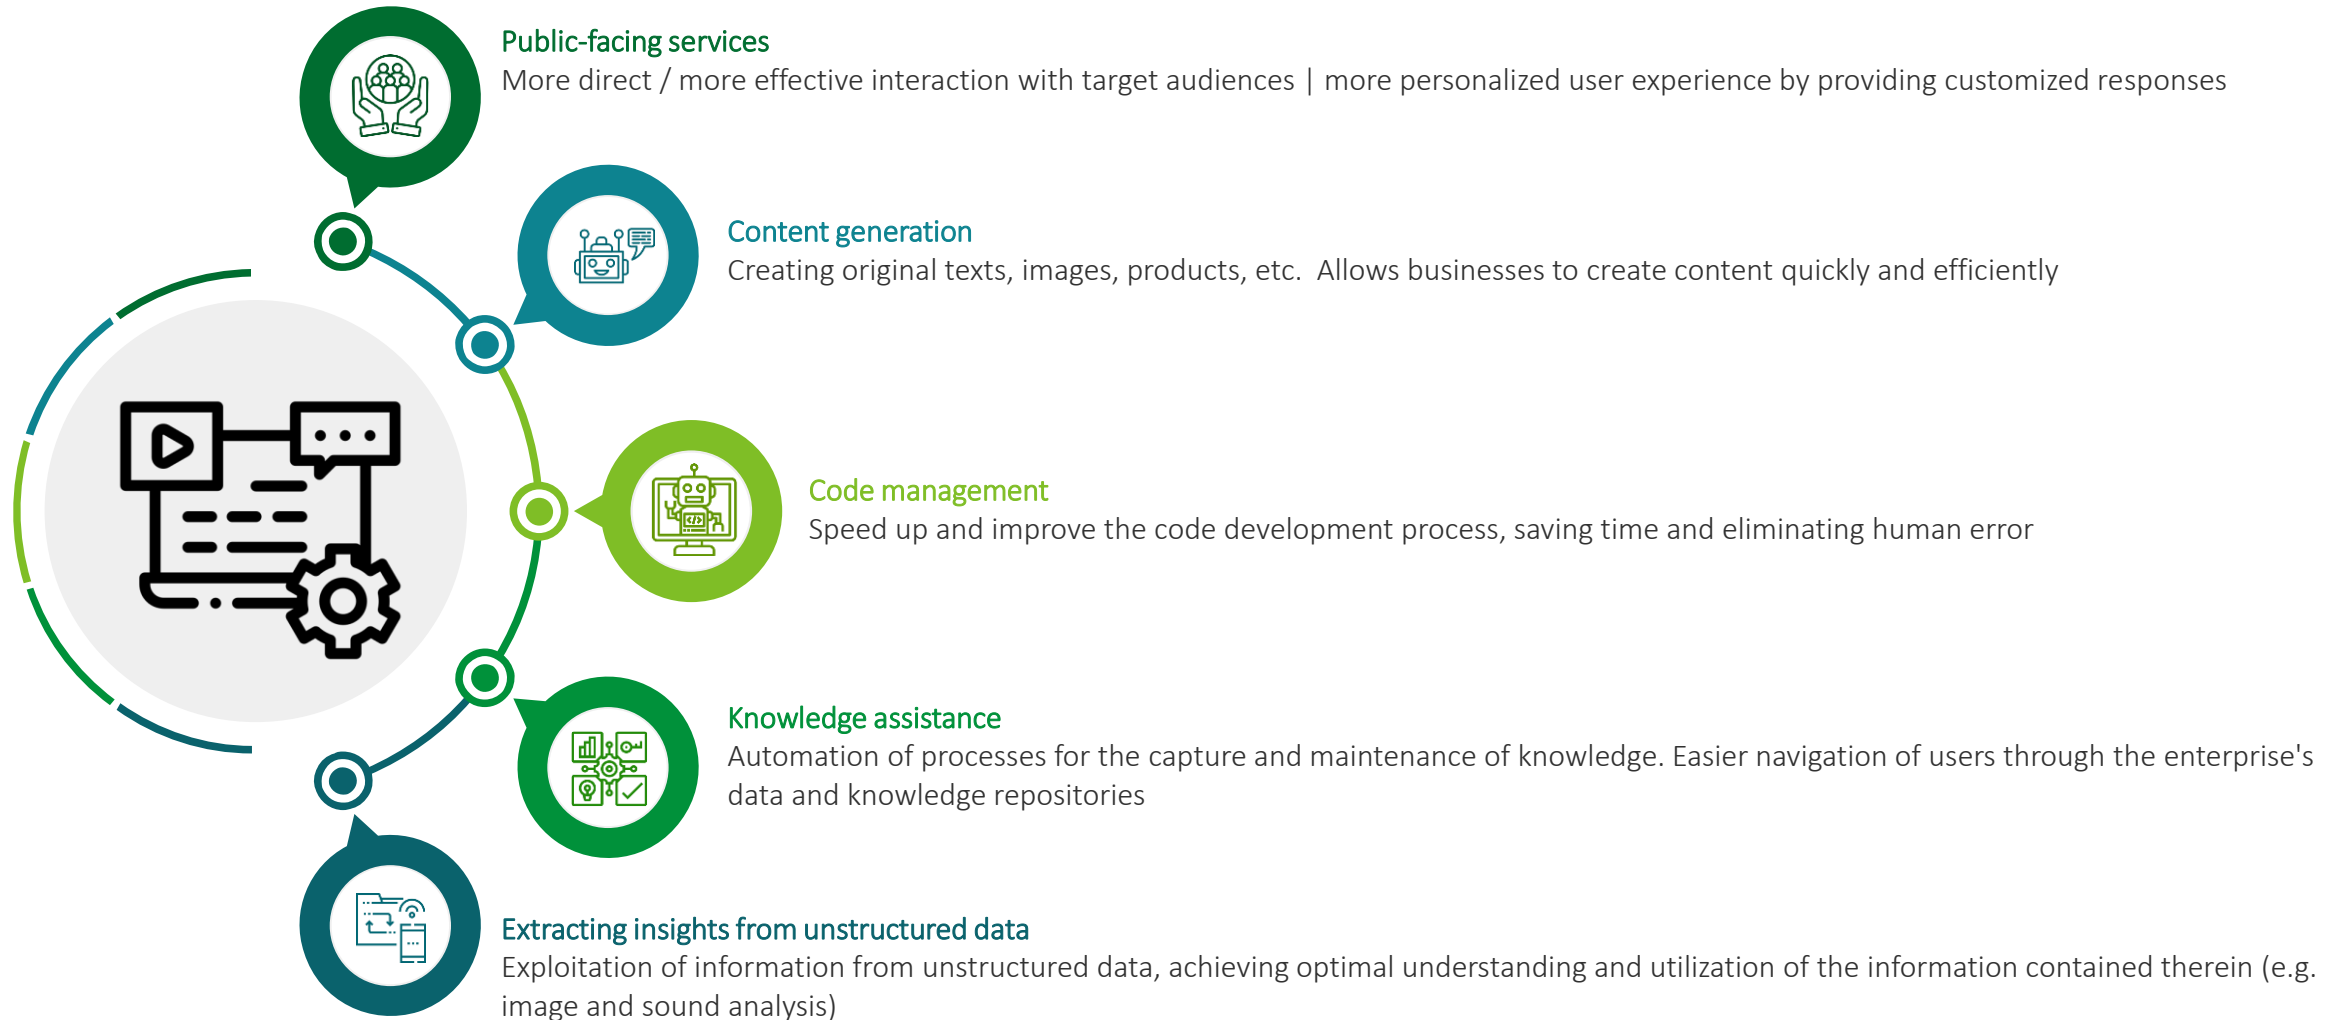 Public-facing services
More direct / more effective interaction with target audiences | more personalized user experience by providing customized responses
Content generation
Creating original texts, images, products, etc.  Allows businesses to create content quickly and efficiently
Code management
Speed up and improve the code development process, saving time and eliminating human error
Knowledge assistance
Automation of processes for the capture and maintenance of knowledge. Easier navigation of users through the enterprise's
data and knowledge repositories
Extracting insights from unstructured data
Exploitation of information from unstructured data, achieving optimal understanding and utilization of the information contained therein (e.g.
image and sound analysis)